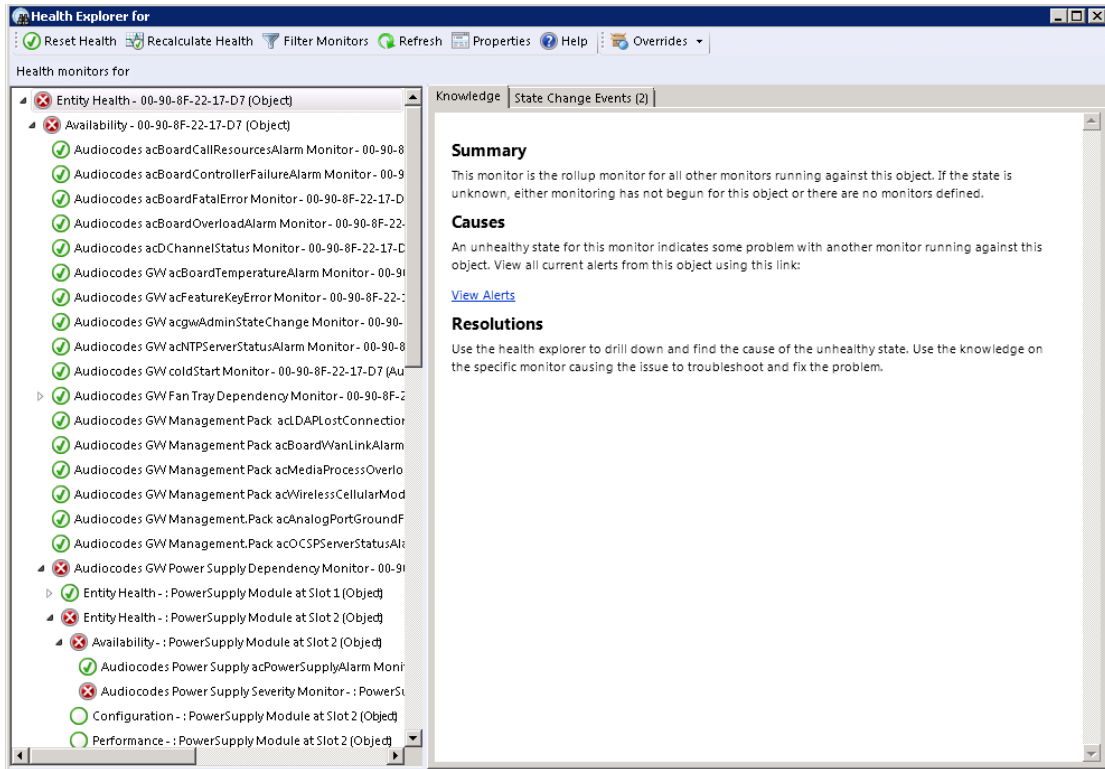 Health Explorer for
Reset Health Recalculate Health Filter Monitors Refresh Properties Help Overrides
Health monitors for
Entity Health - 00-90-8F-22-17-D7 (Object)
Availability - 00-90-8F-22-17-D7 (Object)
Audiocodes acBoardCallResourcesAlarm Monitor - 00-90-8
Audiocodes acBoardControllerFailureAlarm Monitor - 00-9
Audiocodes acBoardFatalError Monitor - 00-90-8F-22-17-D
Audiocodes acBoardOverloadAlarm Monitor - 00-90-8F-22-
Audiocodes acDChannelStatus Monitor - 00-90-8F-22-17-D
Audiocodes GW acBoardTemperatureAlarm Monitor - 00-90
Audiocodes GW acFeatureKeyError Monitor - 00-90-8F-22-
Audiocodes GW acgwAdminStateChange Monitor - 00-90-
Audiocodes GW acNTPServerStatusAlarm Monitor - 00-90-8
Audiocodes GW coldStart Monitor - 00-90-8F-22-17-D7 (Au
Audiocodes GW Fan Tray Dependency Monitor - 00-90-8F-2
Audiocodes GW Management Pack acLDAPLostConnection
Audiocodes GW Management Pack acBoardWanLinkAlarm
Audiocodes GW Management Pack acMediaProcessOverlo
Audiocodes GW Management Pack acWirelessCellularMod
Audiocodes GW Management.Pack acAnalogPortGroundF
Audiocodes GW Management.Pack acOCSPServerStatusAla
Audiocodes GW Power Supply Dependency Monitor - 00-90
Entity Health - : PowerSupply Module at Slot 1 (Object)
Entity Health - : PowerSupply Module at Slot 2 (Object)
Availability - : PowerSupply Module at Slot 2 (Object)
Audiocodes Power Supply acPowerSupplyAlarm Moni
Audiocodes Power Supply Severity Monitor - : PowerSu
Configuration - : PowerSupply Module at Slot 2 (Object)
Performance - : PowerSupply Module at Slot 2 (Object)
Knowledge State Change Events (2)
Summary
This monitor is the rollup monitor for all other monitors running against this object. If the state is
unknown, either monitoring has not begun for this object or there are no monitors defined.
Causes
An unhealthy state for this monitor indicates some problem with another monitor running against this
object. View all current alerts from this object using this link:
View Alerts
Resolutions
Use the health explorer to drill down and find the cause of the unhealthy state. Use the knowledge on
the specific monitor causing the issue to troubleshoot and fix the problem.